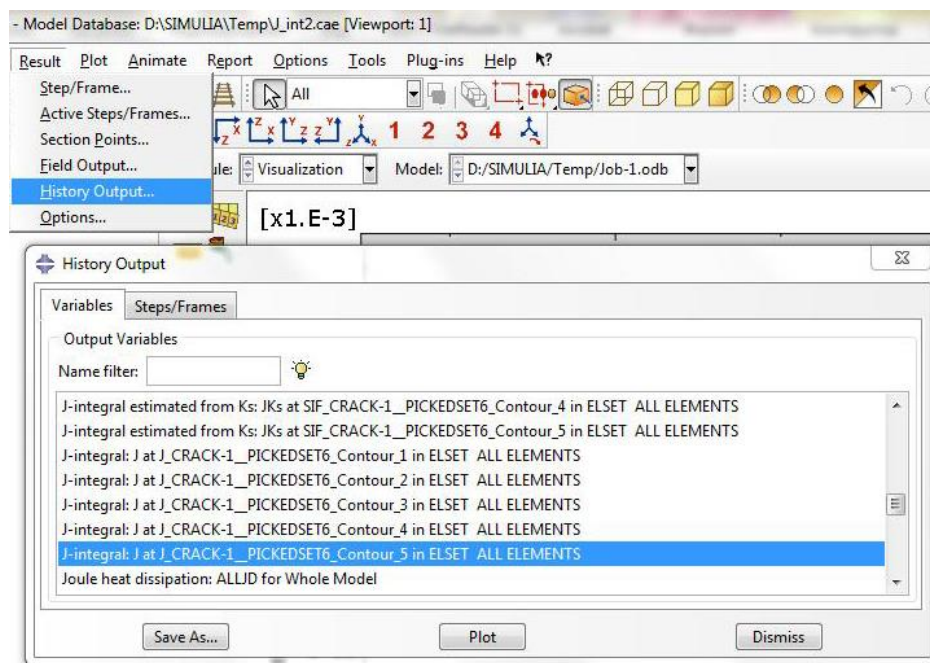 - Model Database: D:\SIMULIA\Temp\J_int2.cae [Viewport: 1]
Result Plot Animate Report Options Tools Plug-ins Help
Step/Frame...
Active Steps/Frames...
Section Points...
Field Output...
History Output...
Options...
All
1 2 3 4
ule: Visualization Model: D:/SIMULIA/Temp/Job-1.odb
[x1.E-3]
History Output
Variables Steps/Frames
Output Variables
Name filter:
J-integral estimated from Ks: JKs at SIF_CRACK-1__PICKEDSET6_Contour_4 in ELSET ALL ELEMENTS
J-integral estimated from Ks: JKs at SIF_CRACK-1__PICKEDSET6_Contour_5 in ELSET ALL ELEMENTS
J-integral: J at J_CRACK-1__PICKEDSET6_Contour_1 in ELSET ALL ELEMENTS
J-integral: J at J_CRACK-1__PICKEDSET6_Contour_2 in ELSET ALL ELEMENTS
J-integral: J at J_CRACK-1__PICKEDSET6_Contour_3 in ELSET ALL ELEMENTS
J-integral: J at J_CRACK-1__PICKEDSET6_Contour_4 in ELSET ALL ELEMENTS
J-integral: J at J_CRACK-1__PICKEDSET6_Contour_5 in ELSET ALL ELEMENTS
Joule heat dissipation: ALLJD for Whole Model
Save As... Plot Dismiss